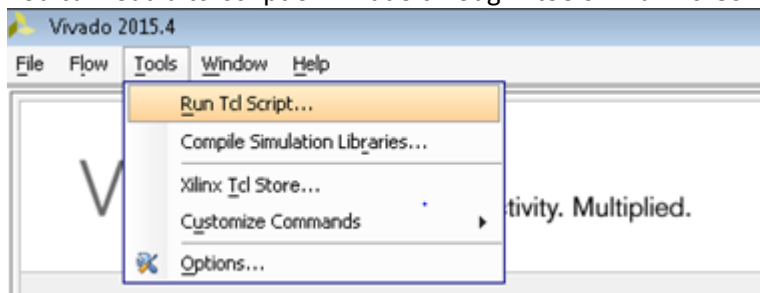 Vivado 2015.4
File Flow Tools Window Help
Run Tcl Script...
Compile Simulation Libraries...
Xilinx Tcl Store...
V tivity. Multiplied.
Customize Commands
Options...